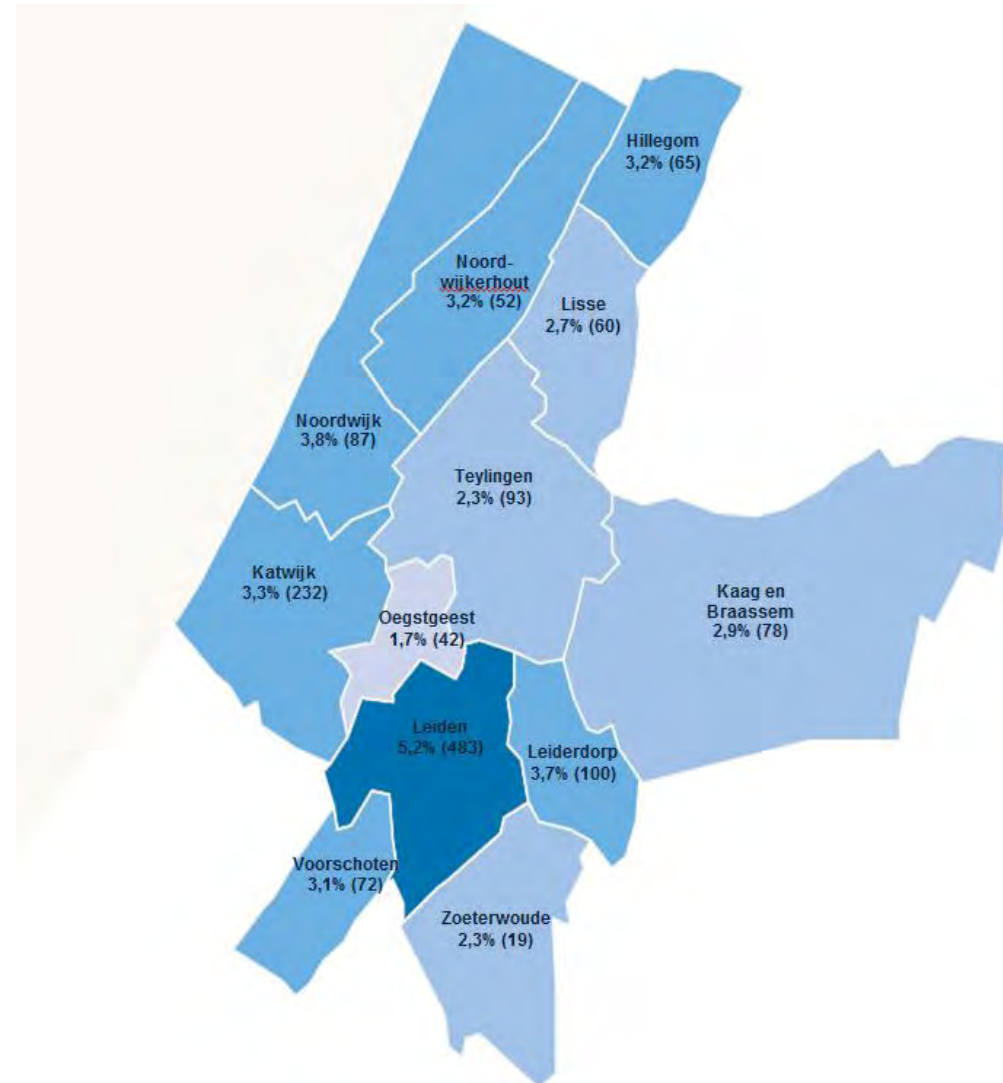 Hillegom
3,2% (65)
Noord-
wijkerhout
3,2% (52)
Lisse
2,7% (60)
Noordwijk
3,8% (87)
Teylingen
2,3% (93)
Katwijk
3,3% (232)
Kaag en
Braassem
2,9% (78)
Oegstgeest
1,7% (42)
Leiden
5,2% (483)
Leiderdorp
3,7% (100)
Voorschoten
3,1% (72)
Zoeterwoude
2,3% (19)